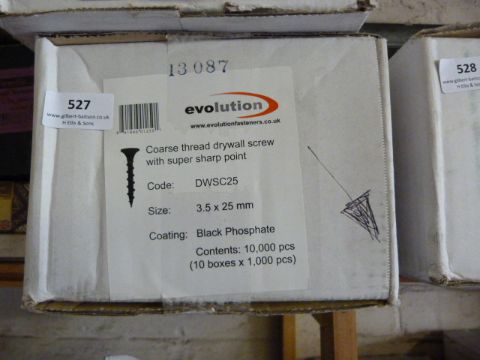 13087
527
www.gilbert-baitson.co.uk
H Ellis & Sons
evolution
www.evolutionfasteners.co.uk
Coarse thread drywall screw
with super sharp point
Code: DWSC25
Size: 3.5 x 25 mm
Coating: Black Phosphate
Contents: 10,000 pcs
(10 boxes x 1,000 pcs)
528
H Ellis & Sons